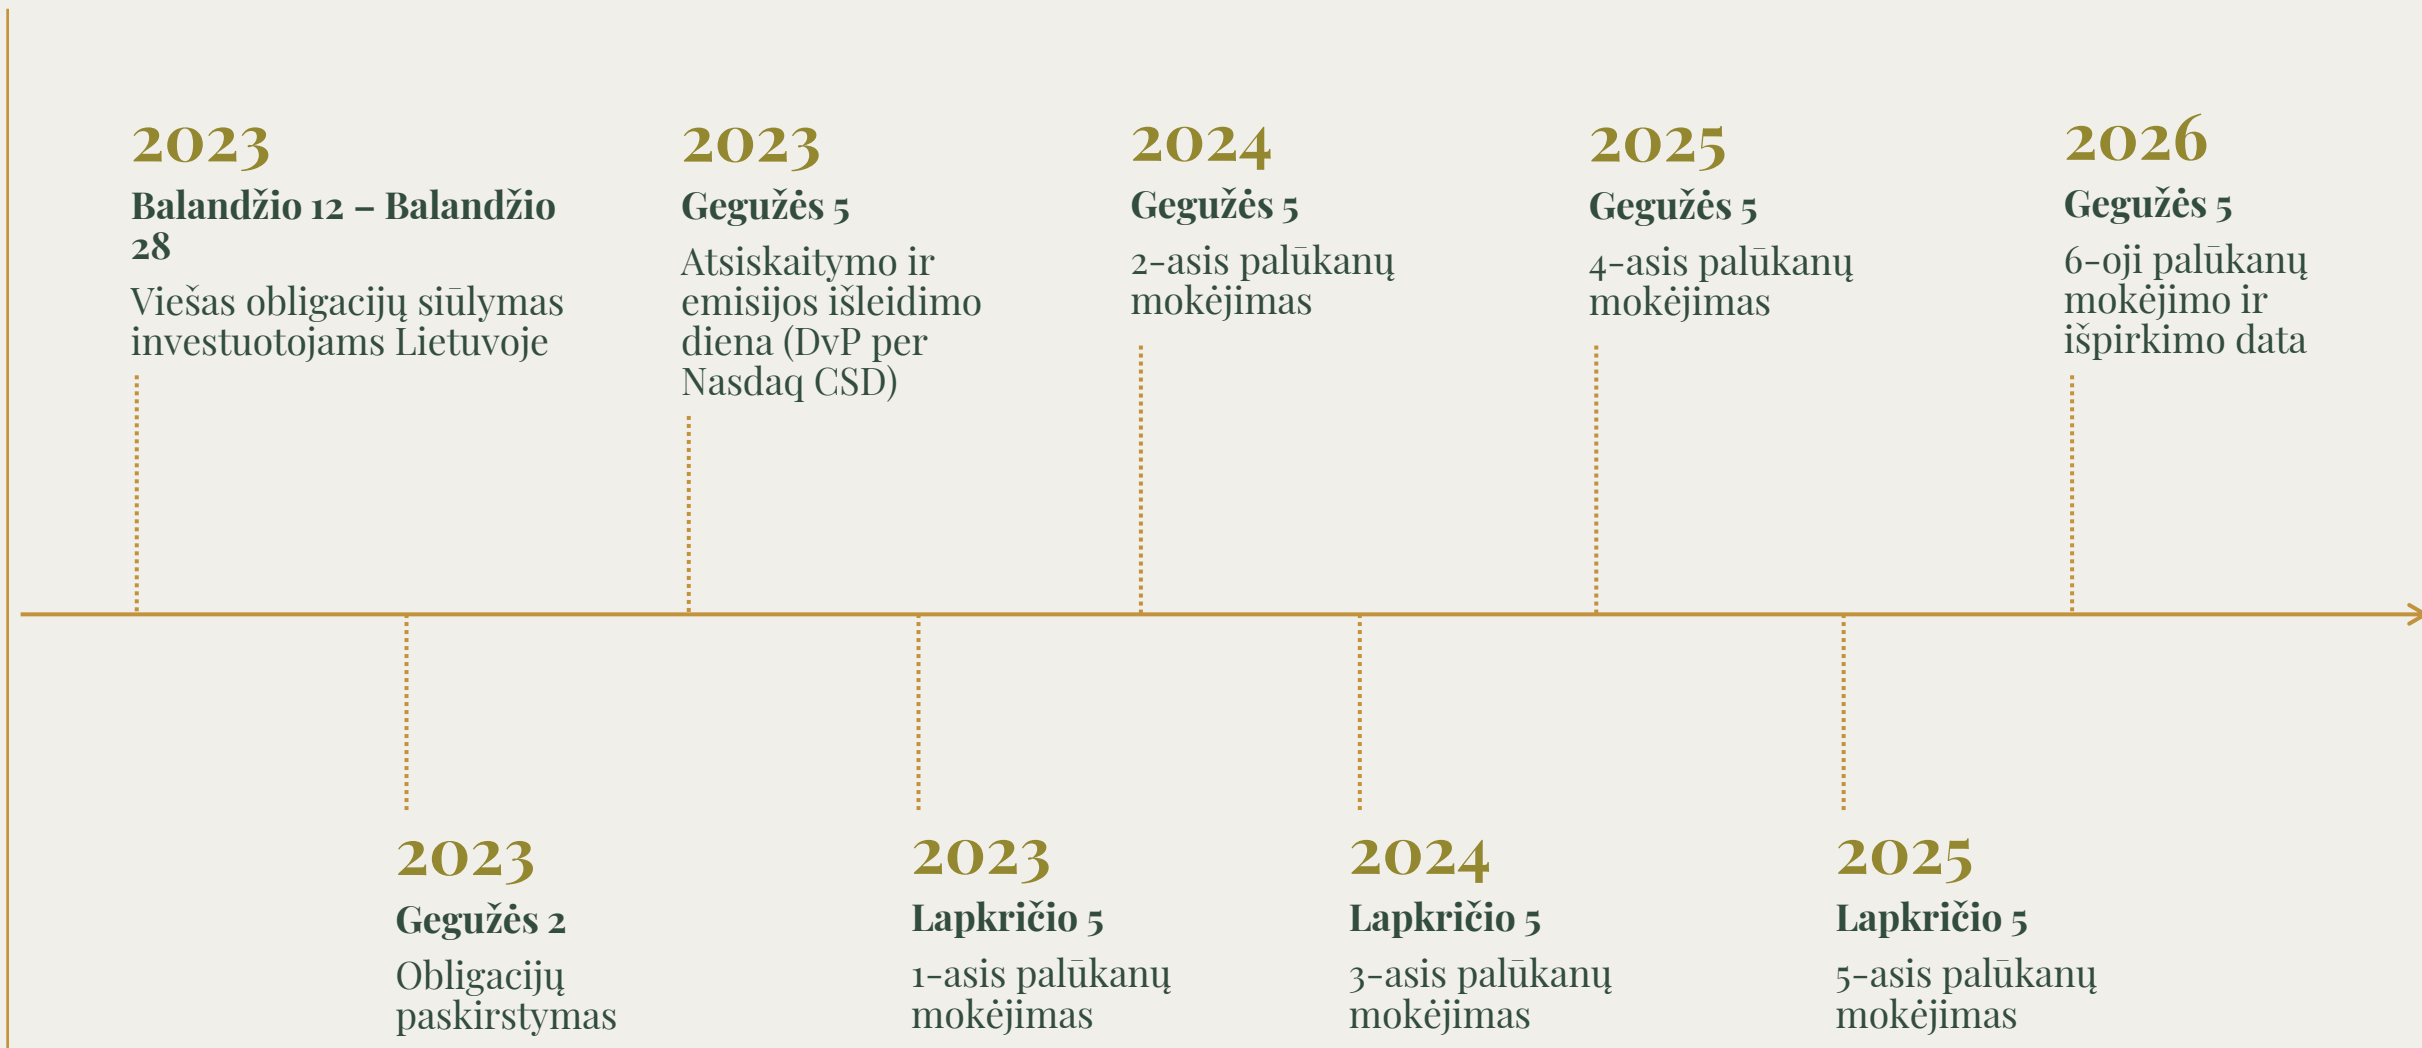 2023
Balandžio 12 – Balandžio
28
Viešas obligacijų siūlymas
investuotojams Lietuvoje
2023
Gegužės 5
Atsiskaitymo ir
emisijos išleidimo
diena (DvP per
Nasdaq CSD)
2024
Gegužės 5
2-asis palūkanų
mokėjimas
2025
Gegužės 5
4-asis palūkanų
mokėjimas
2026
Gegužės 5
6-oji palūkanų
mokėjimo ir
išpirkimo data
2023
Gegužės 2
Obligacijų
paskirstymas
2023
Lapkričio 5
1-asis palūkanų
mokėjimas
2024
Lapkričio 5
3-asis palūkanų
mokėjimas
2025
Lapkričio 5
5-asis palūkanų
mokėjimas